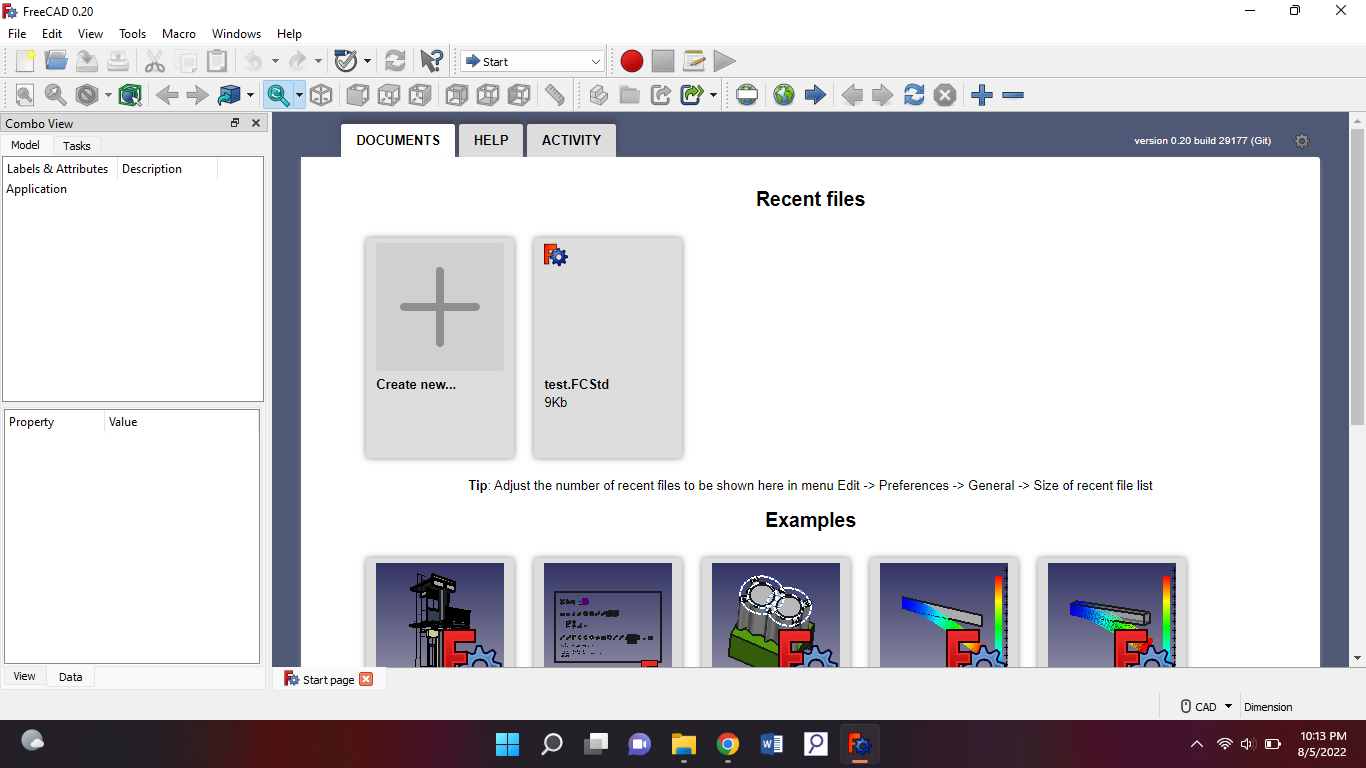 FreeCAD 0.20
File Edit View Tools Macro Windows Help
Start
Combo View
Model Tasks
Labels & Attributes Description
Application
Property Value
View Data
DOCUMENTS HELP ACTIVITY
version 0.20 build 29177 (Git)
Recent files
Create new...
test.FCStd
9Kb
Tip: Adjust the number of recent files to be shown here in menu Edit -> Preferences -> General -> Size of recent file list
Examples
Start page
CAD Dimension
10:13 PM
8/5/2022